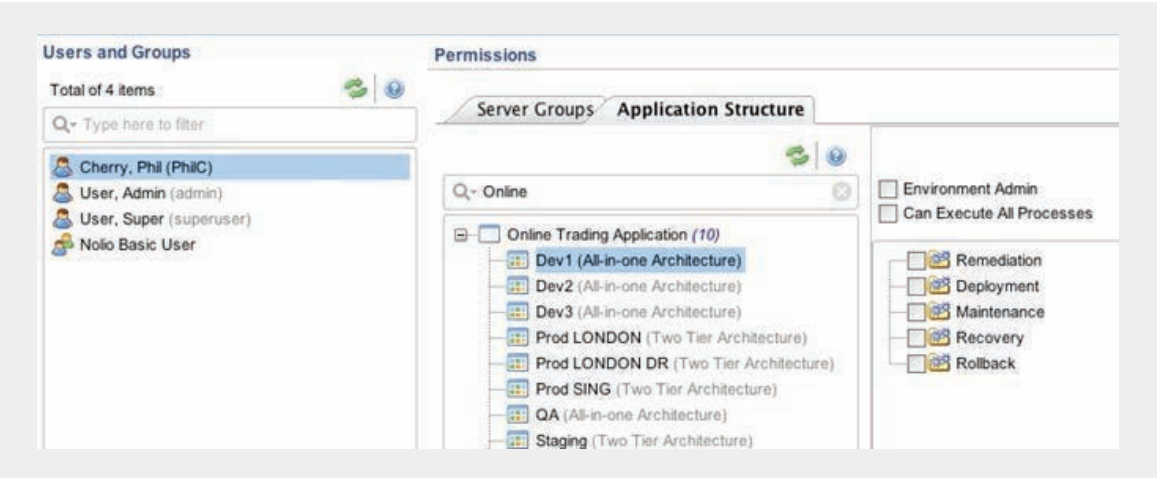 Users and Groups
Total of 4 items
Type here to filter
Cherry, Phil (PhilC)
User, Admin (admin)
User, Super (superuser)
Nolio Basic User
Permissions
Server Groups
Application Structure
Online
Online Trading Application (10)
Dev1 (All-in-one Architecture)
Dev2 (All-in-one Architecture)
Dev3 (All-in-one Architecture)
Prod LONDON (Two Tier Architecture)
Prod LONDON DR (Two Tier Architecture)
Prod SING (Two Tier Architecture)
QA (All-in-one Architecture)
Staging (Two Tier Architecture)
Environment Admin
Can Execute All Processes
Remediation
Deployment
Maintenance
Recovery
Rollback